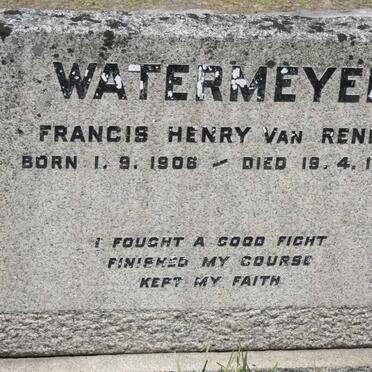 WATERMEYE
FRANCIS HENRY VAN REN
BORN 1.9.1906 – DIED 19.4.1
I FOUGHT A GOOD FIGHT
FINISHED MY COURSE
KEPT MY FAITH